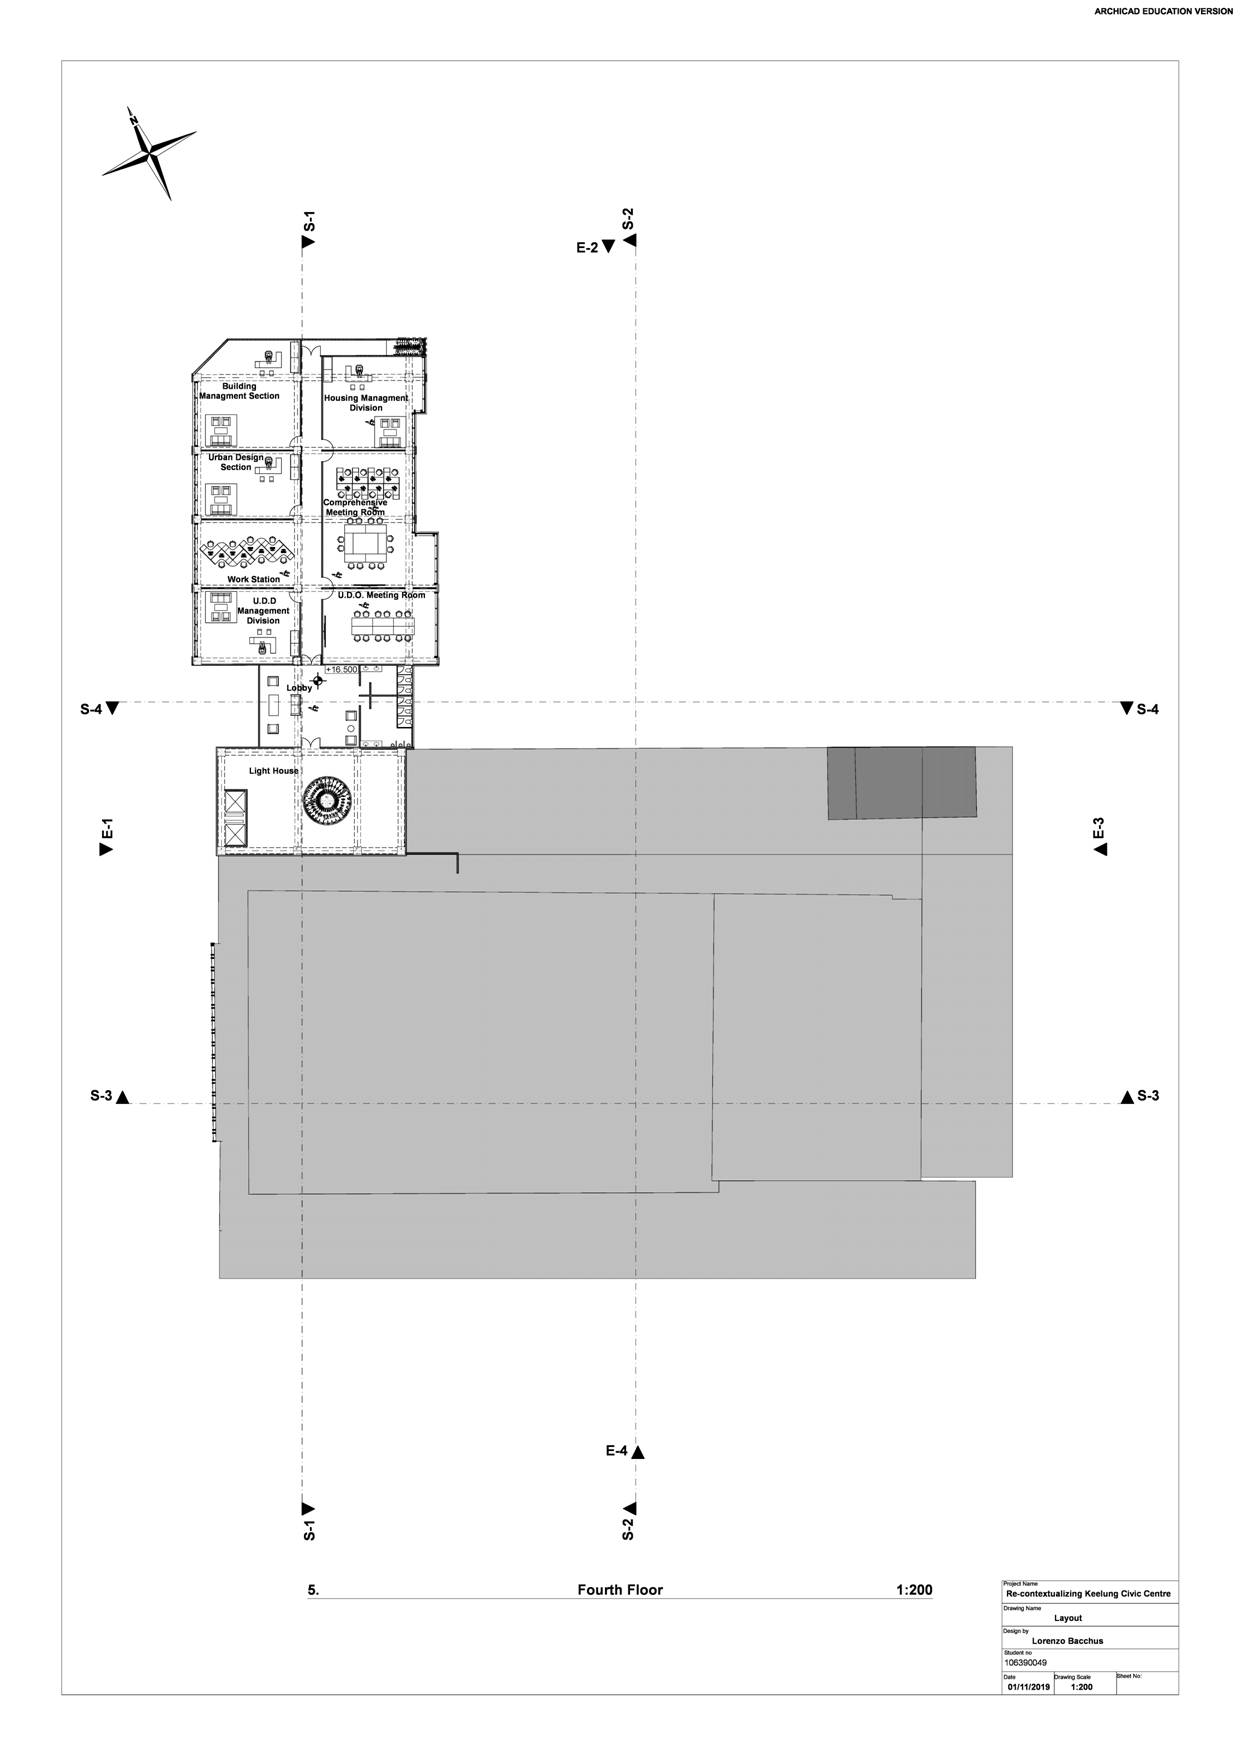 ARCHICAD EDUCATION VERSION
N
S-1
S-2
E-2
Building
Managment Section
Housing Managment
Division
Urban Design
Section
Comprehensive
Meeting Room
Work Station
U.D.D
Management
Division
U.D.O. Meeting Room
+16 500
Lobby
S-4
S-4
Light House
E-1
E-3
S-3
S-3
E-4
S-1
S-2
5.
Fourth Floor
1:200
Project Name
Re-contextualizing Keelung Civic Centre
Drawing Name
Layout
Design by
Lorenzo Bacchus
Student no
106390049
Date
Drawing Scale
Sheet No:
01/11/2019
1:200